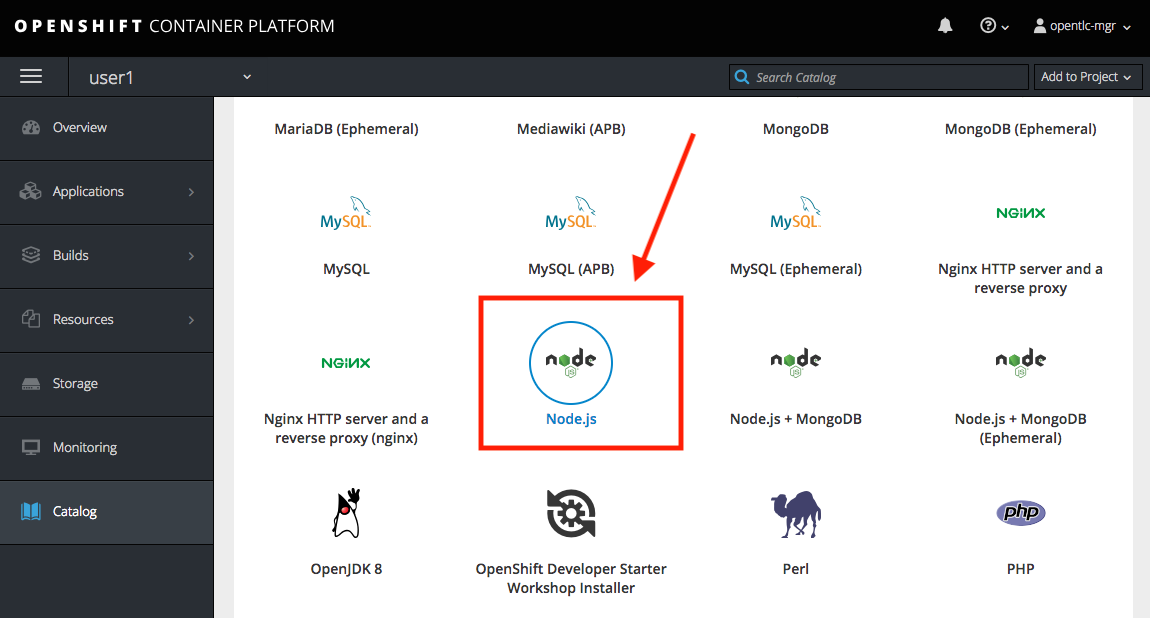 OPENSHIFT CONTAINER PLATFORM
opentlc-mgr
user1
Search Catalog
Add to Project
Overview
Applications
Builds
Resources
Storage
Monitoring
Catalog
MariaDB (Ephemeral)
Mediawiki (APB)
MongoDB
MongoDB (Ephemeral)
MySQL
MySQL
MySQL
NGINX
MySQL
MySQL (APB)
MySQL (Ephemeral)
Nginx HTTP server and a
reverse proxy
NGINX
node
JS
node
JS
node
JS
Nginx HTTP server and a
reverse proxy (nginx)
Node.js
Node.js + MongoDB
Node.js + MongoDB
(Ephemeral)
php
OpenJDK 8
OpenShift Developer Starter
Workshop Installer
Perl
PHP